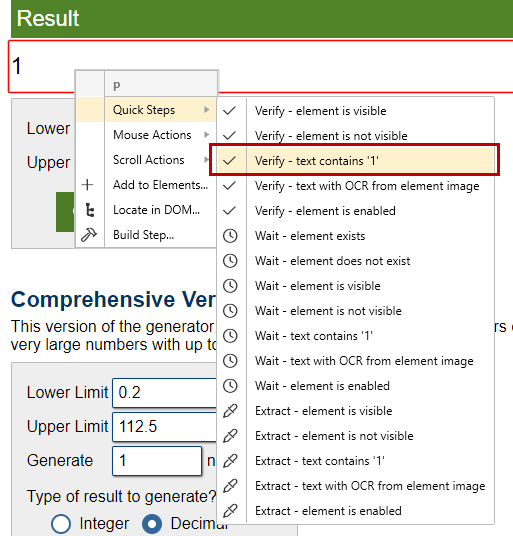 Result
1
p
Quick Steps
Mouse Actions
Scroll Actions
Add to Elements...
Locate in DOM...
Build Step...
Verify - element is visible
Verify - element is not visible
Verify - text contains '1'
Verify - text with OCR from element image
Verify - element is enabled
Wait - element exists
Wait - element does not exist
Wait - element is visible
Wait - element is not visible
Wait - text contains '1'
Wait - text with OCR from element image
Wait - element is enabled
Extract - element is visible
Extract - element is not visible
Extract - text contains '1'
Extract - text with OCR from element image
Extract - element is enabled
Lower
Upper
Comprehensive Ver
This version of the generator
very large numbers with up to
Lower Limit 0.2
Upper Limit 112.5
Generate 1 n
Type of result to generate?
Integer Decimal